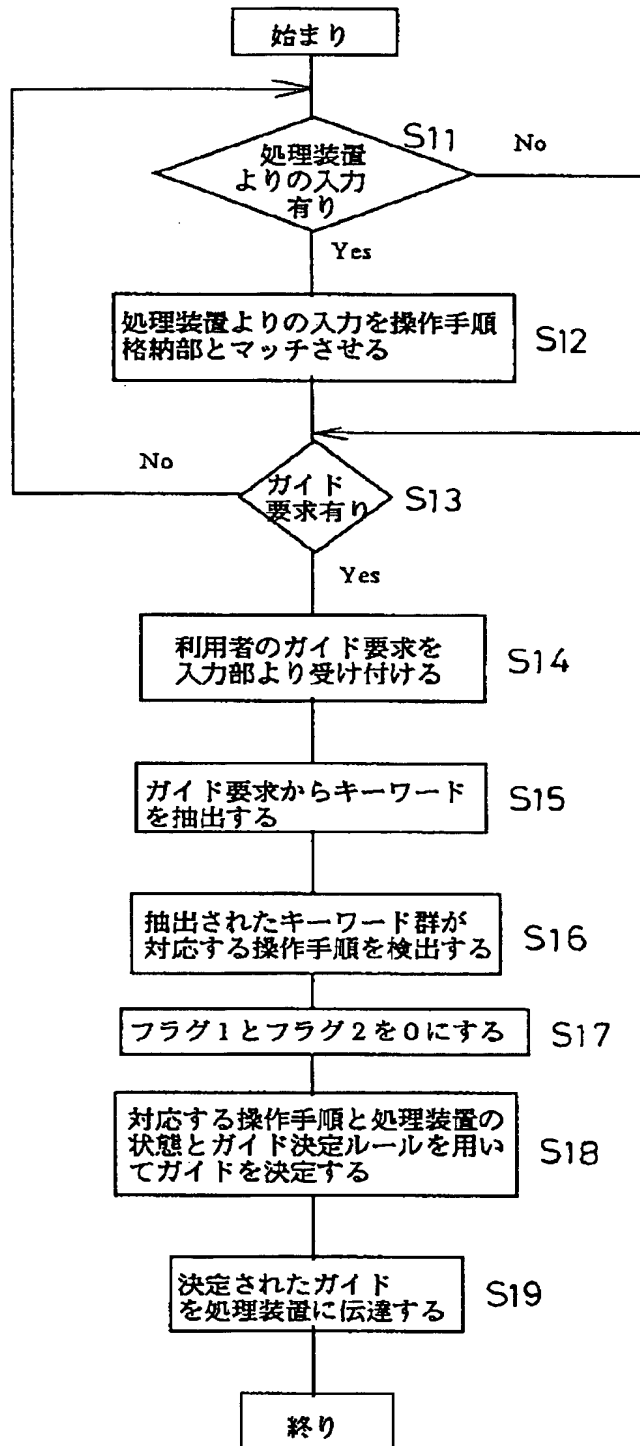 始まり
S11
No
処理装置
よりの入力
有り
Yes
処理装置よりの入力を操作手順
格納部とマッチさせる
S12
No
ガイド
要求有り
S13
Yes
利用者のガイド要求を
入力部より受け付ける
S14
ガイド要求からキーワード
を抽出する
S15
抽出されたキーワード群が
対応する操作手順を検出する
S16
フラグ1とフラグ2を0にする
S17
対応する操作手順と処理装置の
状態とガイド決定ルールを用い
てガイドを決定する
S18
決定されたガイド
を処理装置に伝達する
S19
終り